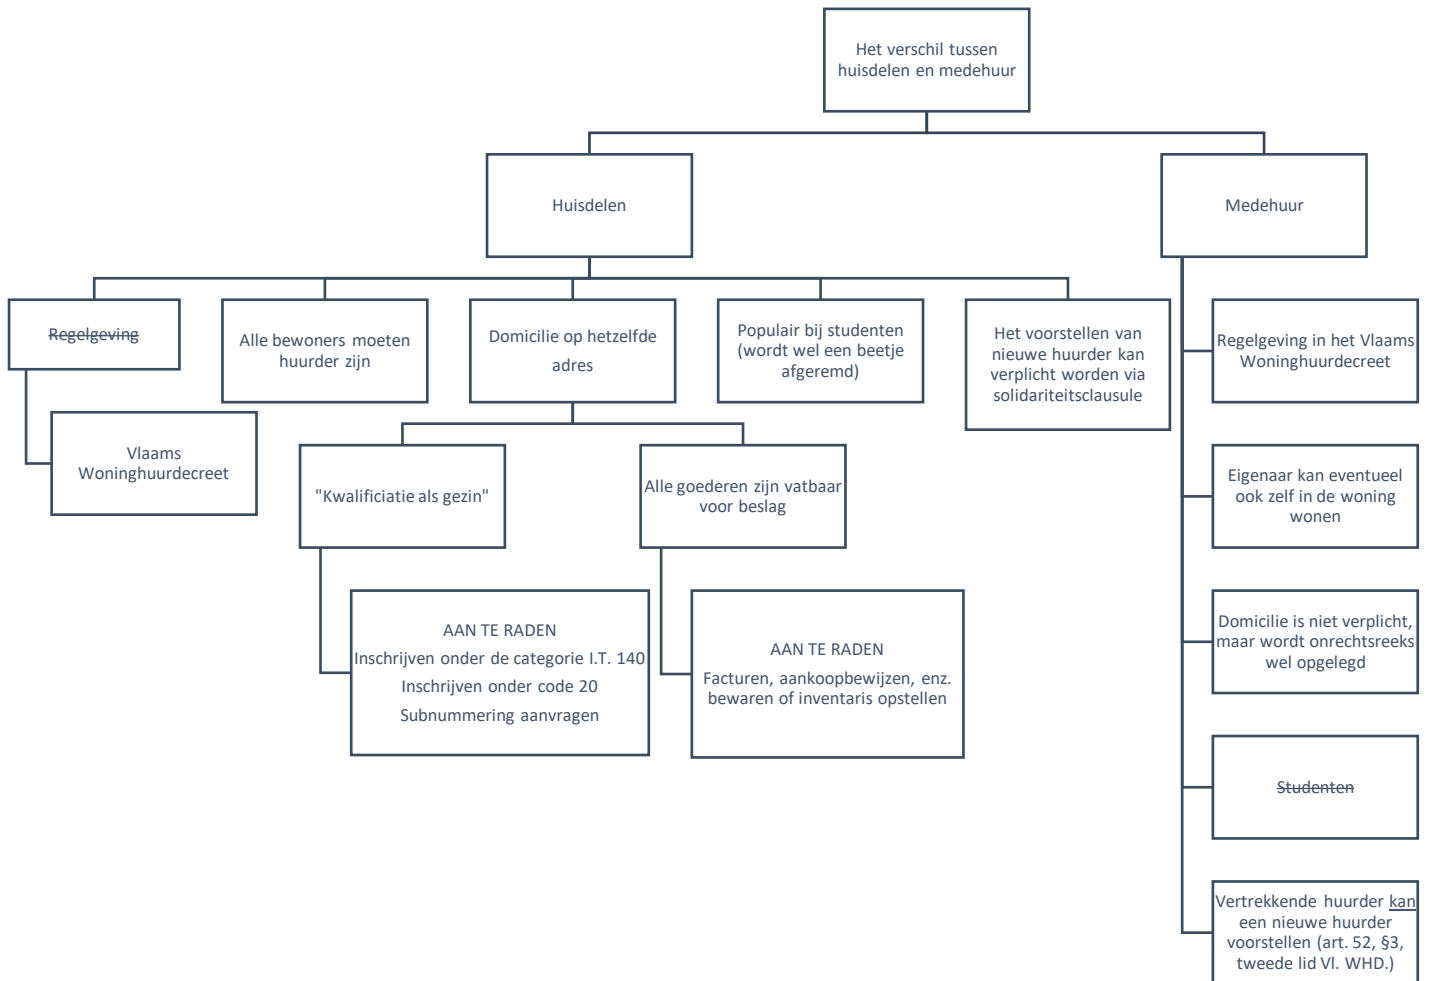 Het verschil tussen
huisdelen en medehuur
Huisdelen
Medehuur
Regelgeving
Vlaams
Woninghuurdecreet
Alle bewoners moeten
huurder zijn
Domicilie op hetzelfde
adres
"Kwalificiatie als gezin"
AAN TE RADEN
Inschrijven onder de categorie I.T. 140
Inschrijven onder code 20
Subnummering aanvragen
Alle goederen zijn vatbaar
voor beslag
AAN TE RADEN
Facturen, aankoopbewijzen, enz.
bewaren of inventaris opstellen
Populair bij studenten
(wordt wel een beetje
afgeremd)
Het voorstellen van
nieuwe huurder kan
verplicht worden via
solidariteitsclausule
Regelgeving in het Vlaams
Woninghuurdecreet
Eigenaar kan eventueel
ook zelf in de woning
wonen
Domicilie is niet verplicht,
maar wordt onrechtsreeks
wel opgelegd
Studenten
Vertrekkende huurder kan
een nieuwe huurder
voorstellen (art. 52, §3,
tweede lid Vl. WHD.)